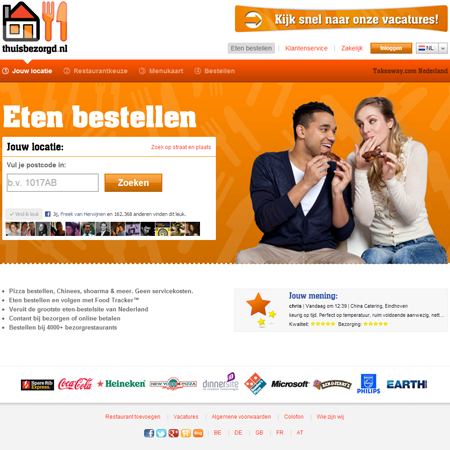 thuisbezorgd.nl
Kijk snel naar onze vacatures!
Eten bestellen | Klantenservice | Zakelijk Inloggen NL
1 Jouw locatie 2 Restaurantkeuze 3 Menukaart 4 Bestellen Takeaway.com Nederland
Eten bestellen
Jouw locatie: Zoek op straat en plaats
Vul je postcode in:
b.v. 1017AB Zoeken
Vind ik leuk Jij, Freek van Herwijnen en 162.368 anderen vinden dit leuk.
Pizza bestellen, Chinees, shoarma & meer. Geen servicekosten.
Eten bestellen en volgen met Food Tracker™
Veruit de grootste eten-bestelsite van Nederland
Contant bij bezorgen of online betalen
Bestellen bij 4000+ bezorgrestaurants
Jouw mening:
chris | Vandaag om 12:39 | China Catering, Eindhoven
keurig op tijd. Perfect op temperatuur, ruim voldoende aanwezig, nett...
Kwaliteit: Bezorging:
Spare Rib Express Coca-Cola Heineken New York Pizza dinnersite Domino's Pizza Microsoft Ben & Jerry's PHILIPS EARTH
Restaurant toevoegen | Vacatures | Algemene voorwaarden | Colofon | Wie zijn wij
| BE | DE | GB | FR | AT